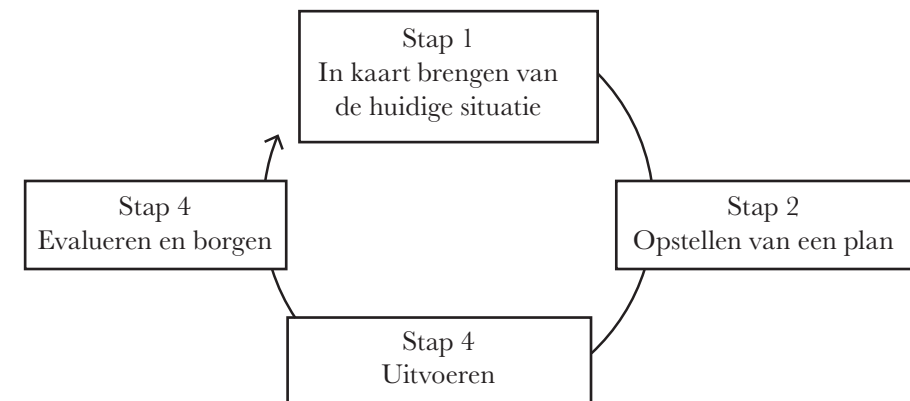 Stap 1
In kaart brengen van
de huidige situatie
Stap 2
Opstellen van een plan
Stap 4
Uitvoeren
Stap 4
Evalueren en borgen